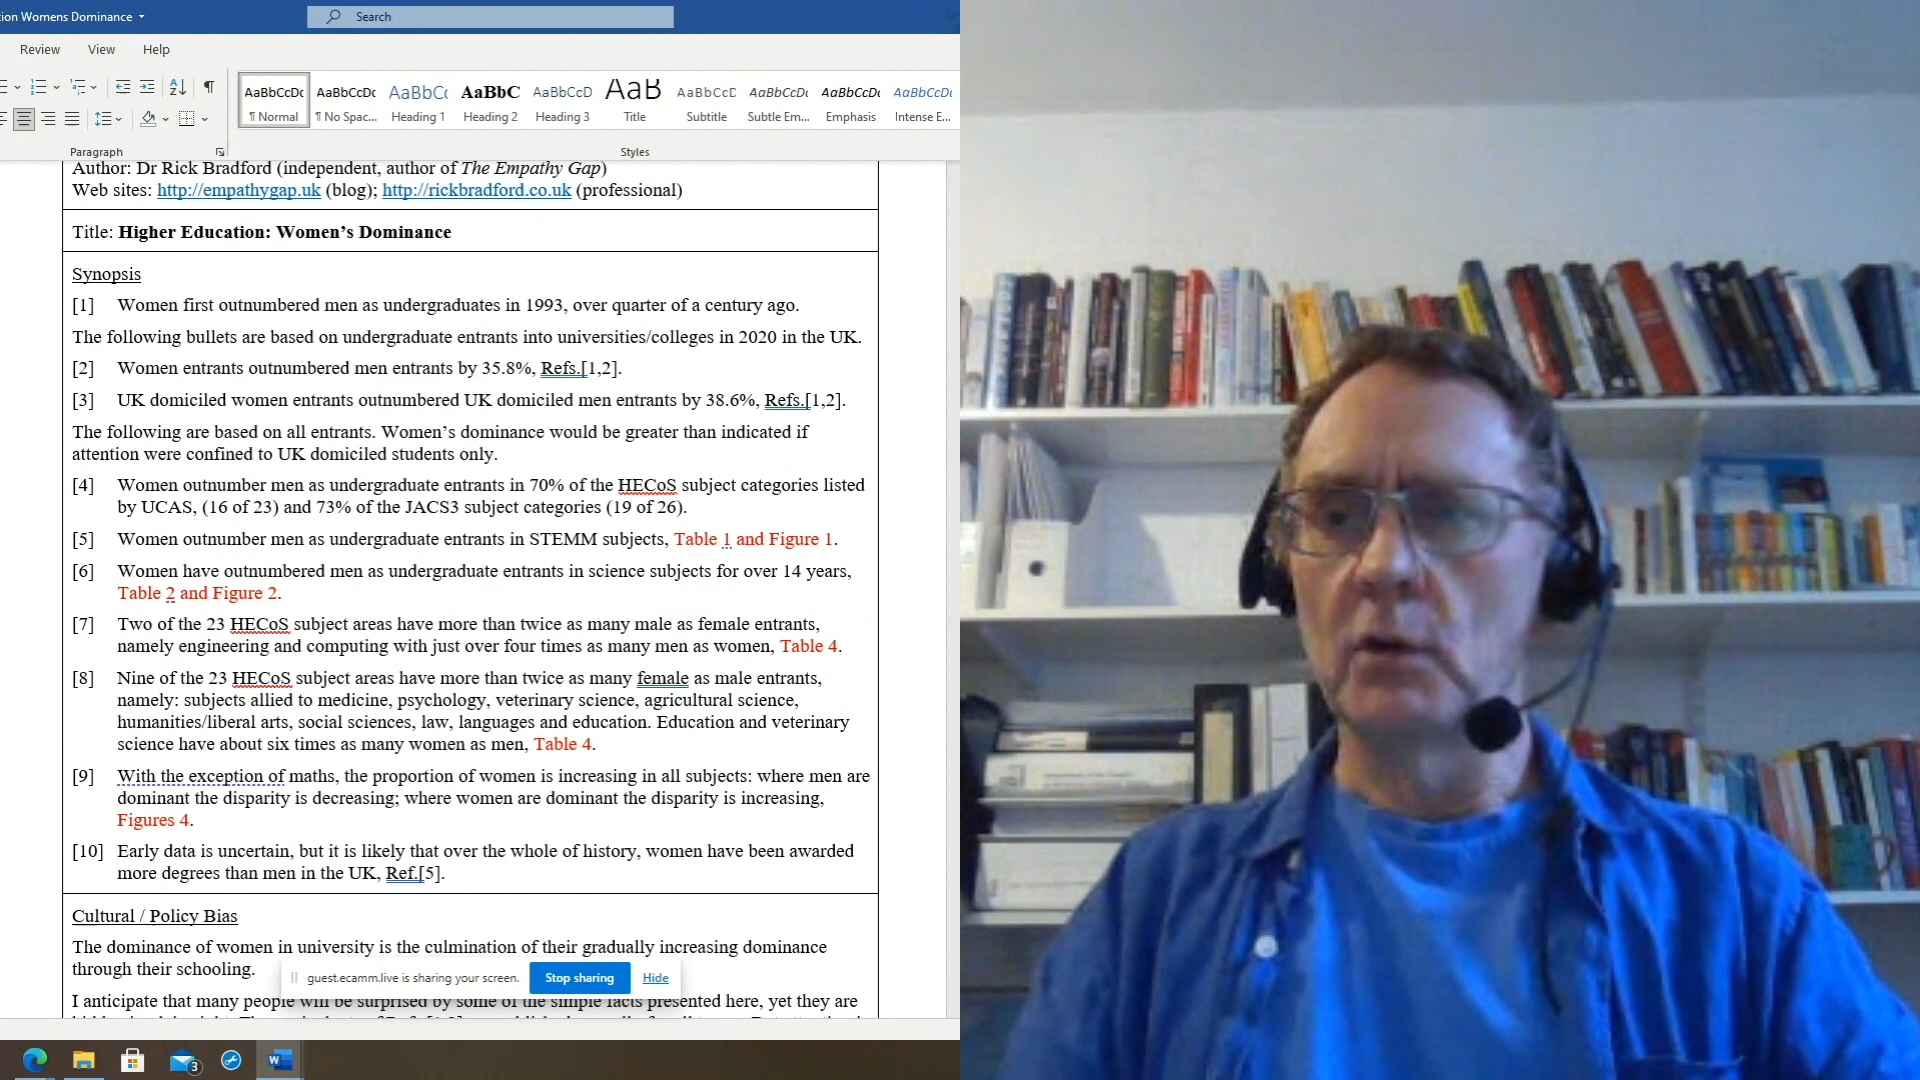 ion Womens Dominance
Search
Review View Help
AaBbCcDc AaBbCcDc AaBbCc AaBbC AaBbCcD AaB AaBbCcD AaBbCcDc AaBbCcDc AaBbCcDc
¶ Normal ¶ No Spac... Heading 1 Heading 2 Heading 3 Title Subtitle Subtle Em... Emphasis Intense E...
Paragraph Styles
Author: Dr Rick Bradford (independent, author of The Empathy Gap)
Web sites: http://empathygap.uk (blog); http://rickbradford.co.uk (professional)
Title: Higher Education: Women’s Dominance
Synopsis
[1] Women first outnumbered men as undergraduates in 1993, over quarter of a century ago.
The following bullets are based on undergraduate entrants into universities/colleges in 2020 in the UK.
[2] Women entrants outnumbered men entrants by 35.8%, Refs.[1,2].
[3] UK domiciled women entrants outnumbered UK domiciled men entrants by 38.6%, Refs.[1,2].
The following are based on all entrants. Women’s dominance would be greater than indicated if
attention were confined to UK domiciled students only.
[4] Women outnumber men as undergraduate entrants in 70% of the HECoS subject categories listed
by UCAS, (16 of 23) and 73% of the JACS3 subject categories (19 of 26).
[5] Women outnumber men as undergraduate entrants in STEMM subjects, Table 1 and Figure 1.
[6] Women have outnumbered men as undergraduate entrants in science subjects for over 14 years,
Table 2 and Figure 2.
[7] Two of the 23 HECoS subject areas have more than twice as many male as female entrants,
namely engineering and computing with just over four times as many men as women, Table 4.
[8] Nine of the 23 HECoS subject areas have more than twice as many female as male entrants,
namely: subjects allied to medicine, psychology, veterinary science, agricultural science,
humanities/liberal arts, social sciences, law, languages and education. Education and veterinary
science have about six times as many women as men, Table 4.
[9] With the exception of maths, the proportion of women is increasing in all subjects: where men are
dominant the disparity is decreasing; where women are dominant the disparity is increasing,
Figures 4.
[10] Early data is uncertain, but it is likely that over the whole of history, women have been awarded
more degrees than men in the UK, Ref.[5].
Cultural / Policy Bias
The dominance of women in university is the culmination of their gradually increasing dominance
through their schooling.
guest.ecamm.live is sharing your screen. Stop sharing Hide
I anticipate that many people will be surprised by some of the simple facts presented here, yet they are
3